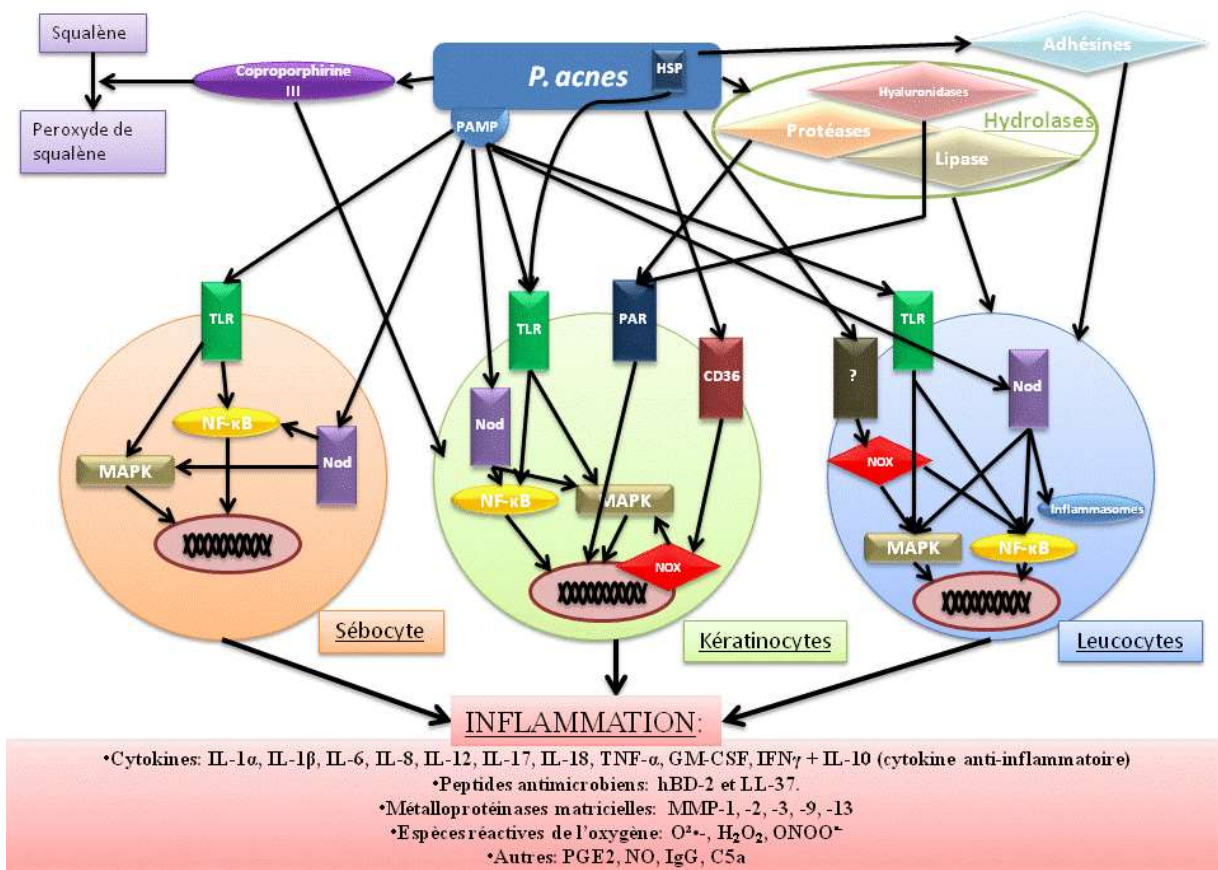 Squalène
Coproporphirine
III
P. acnes
HSP
Adhésines
Hyaluronidases
Hydrolases
Protéases
Lipase
Peroxyde de
squalène
PAMP
TLR
NF-κB
MAPK
Nod
Sébocyte
TLR
PAR
CD36
Nod
NF-κB
MAPK
NOX
Kératinocytes
?
TLR
Nod
NOX
Inflammasomes
MAPK
NF-κB
Leucocytes
INFLAMMATION:
•Cytokines: IL-1α, IL-1β, IL-6, IL-8, IL-12, IL-17, IL-18, TNF-α, GM-CSF, IFNγ + IL-10 (cytokine anti-inflammatoire)
•Peptides antimicrobiens: hBD-2 et LL-37.
•Métalloprotéinases matricielles: MMP-1, -2, -3, -9, -13
•Espèces réactives de l'oxygène: O²•-, H₂O₂, ONOO•-
•Autres: PGE2, NO, IgG, C5a